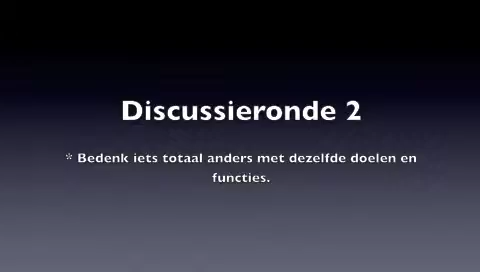 Discussieronde 2
* Bedenk iets totaal anders met dezelfde doelen en
functies.